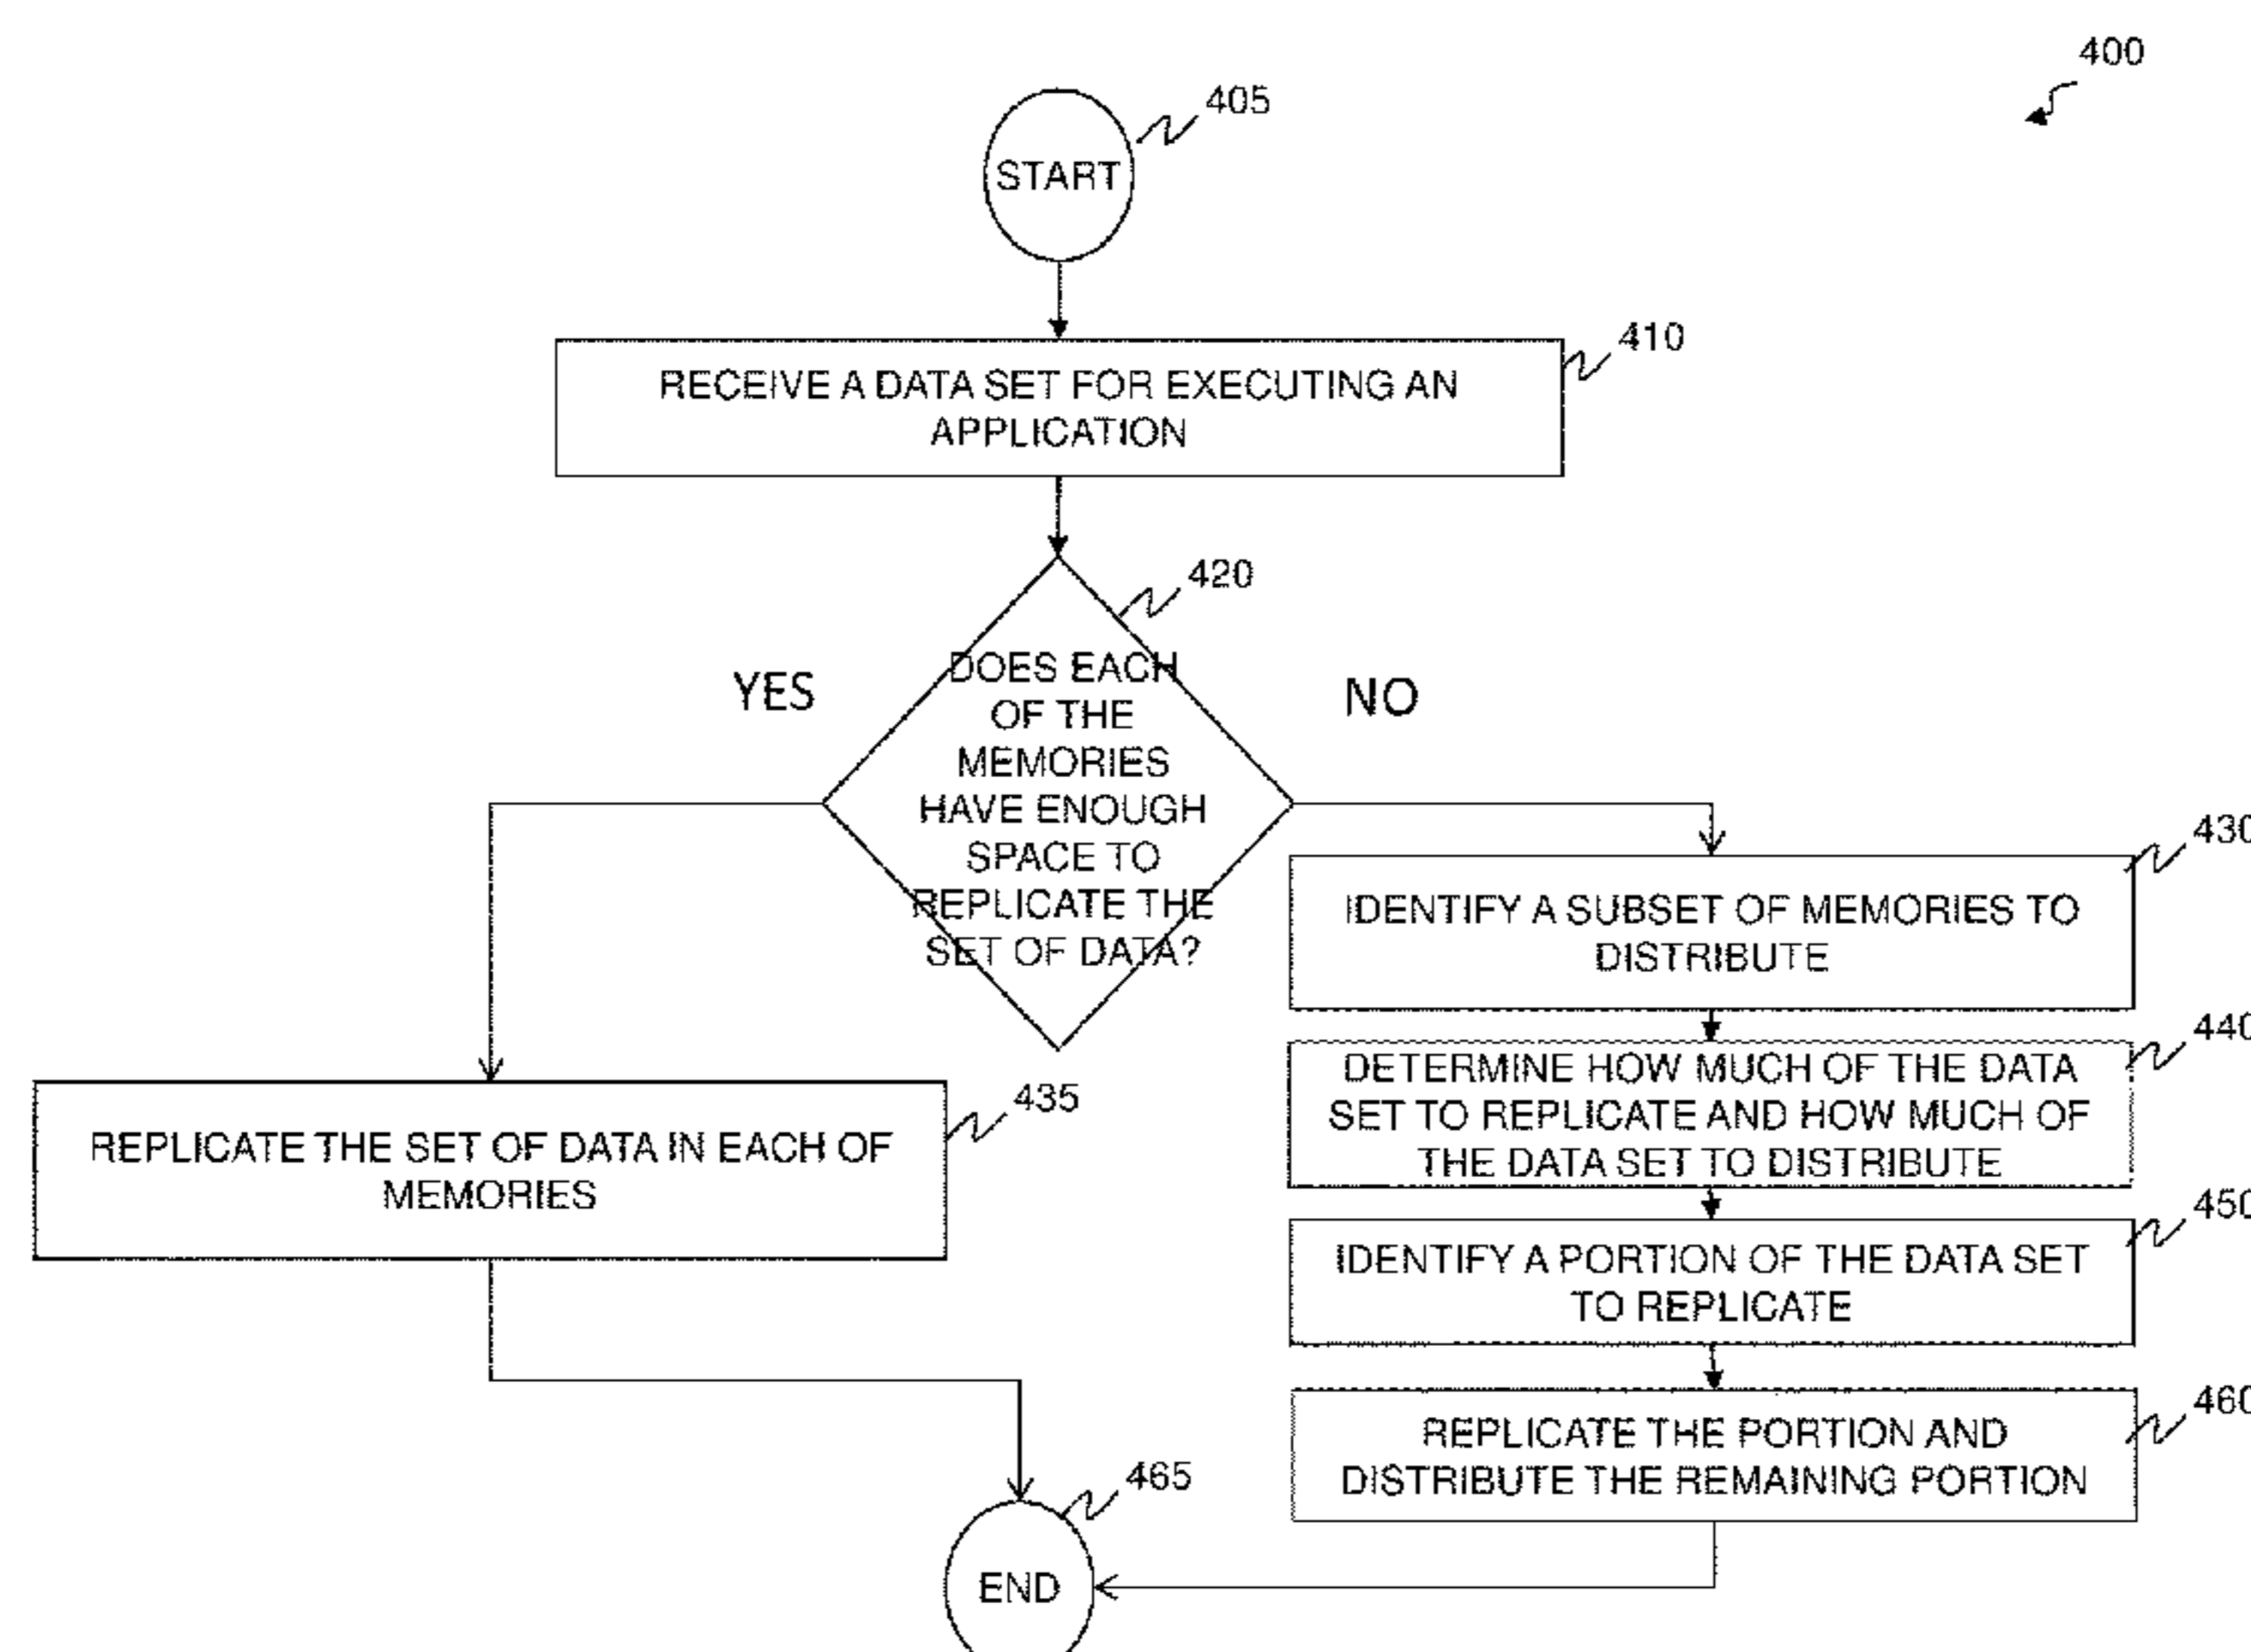 400
405
START
410
RECEIVE A DATA SET FOR EXECUTING AN
APPLICATION
420
YES
NO
DOES EACH
OF THE
MEMORIES
HAVE ENOUGH
SPACE TO
REPLICATE THE
SET OF DATA?
430
IDENTIFY A SUBSET OF MEMORIES TO
DISTRIBUTE
440
DETERMINE HOW MUCH OF THE DATA
SET TO REPLICATE AND HOW MUCH OF
THE DATA SET TO DISTRIBUTE
435
REPLICATE THE SET OF DATA IN EACH OF
MEMORIES
450
IDENTIFY A PORTION OF THE DATA SET
TO REPLICATE
460
REPLICATE THE PORTION AND
DISTRIBUTE THE REMAINING PORTION
465
END